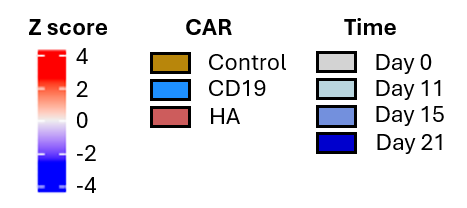 Z score
4
2
0
-2
-4
CAR
Control
CD19
HA
Time
Day 0
Day 11
Day 15
Day 21